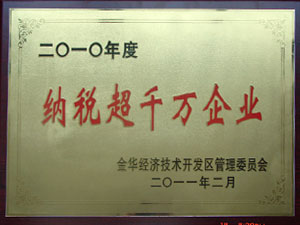 二〇一〇年度
纳税超千万企业
金华经济技术开发区管理委员会
二〇一一年二月